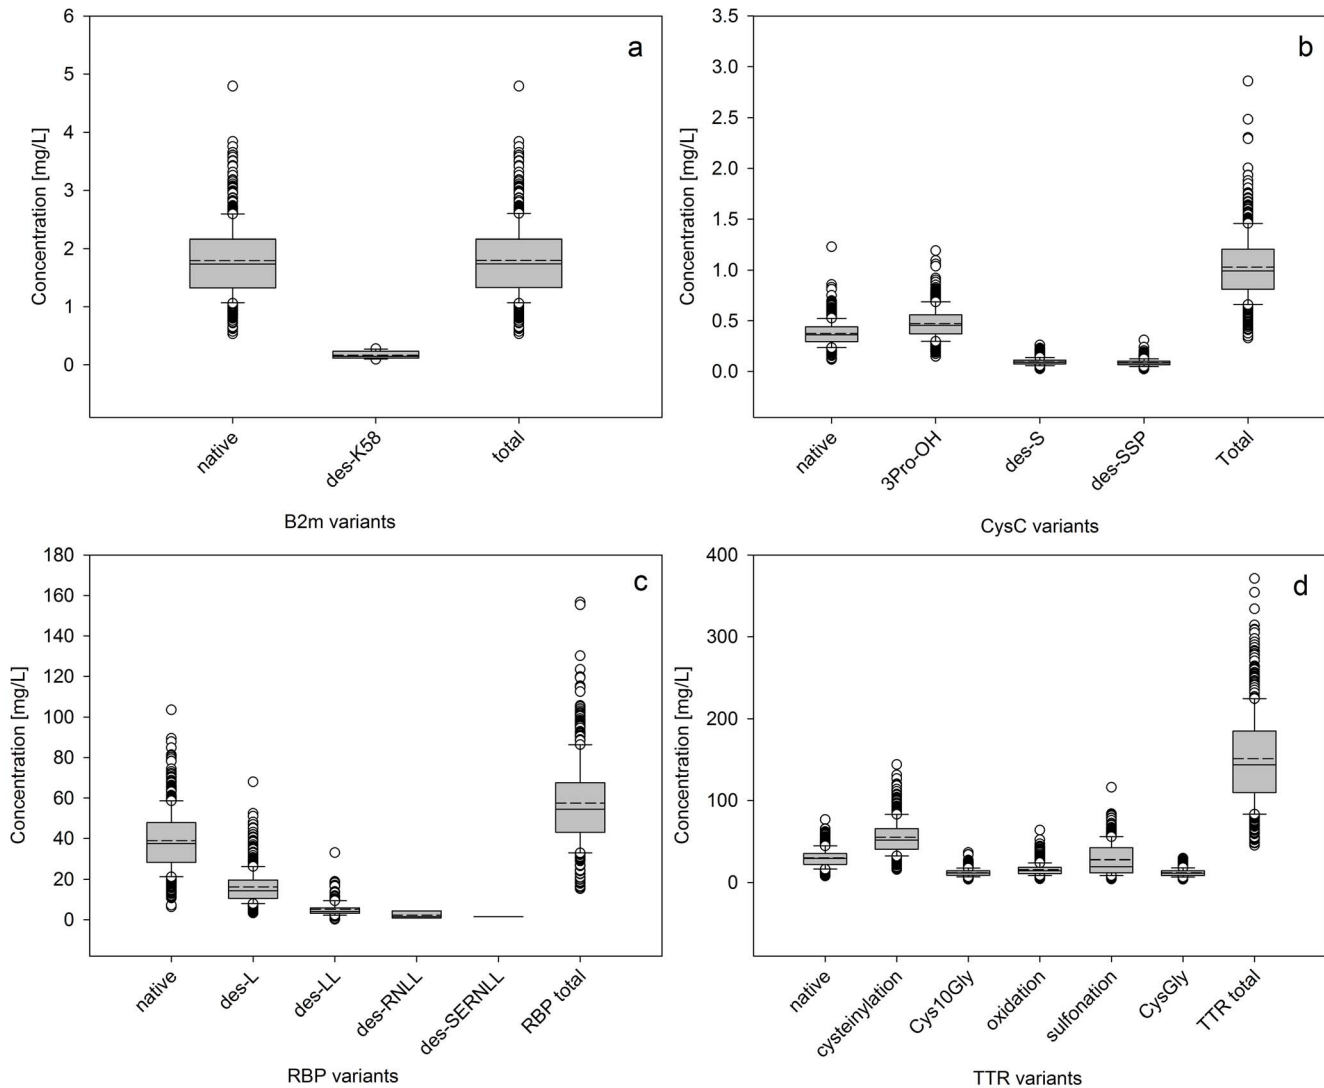 a
6
5
4
3
2
1
0
Concentration [mg/L]
native
des-K58
total
B2m variants
b
3.5
3.0
2.5
2.0
1.5
1.0
0.5
0.0
Concentration [mg/L]
native
3Pro-OH
des-S
des-SSP
Total
CysC variants
c
180
160
140
120
100
80
60
40
20
0
Concentration [mg/L]
native
des-L
des-LL
des-RNLL
des-SERNLL
RBP total
RBP variants
d
400
300
200
100
0
Concentration [mg/L]
native
cysteinylation
Cys10Gly
oxidation
sulfonation
CysGly
TTR total
TTR variants